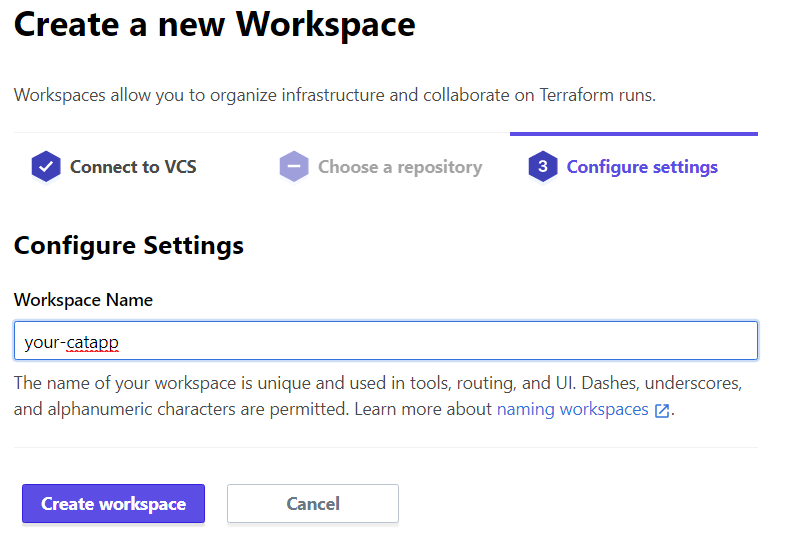 Create a new Workspace
Workspaces allow you to organize infrastructure and collaborate on Terraform runs.
Connect to VCS
Choose a repository
3 Configure settings
Configure Settings
Workspace Name
your-catapp
The name of your workspace is unique and used in tools, routing, and UI. Dashes, underscores,
and alphanumeric characters are permitted. Learn more about naming workspaces.
Create workspace
Cancel